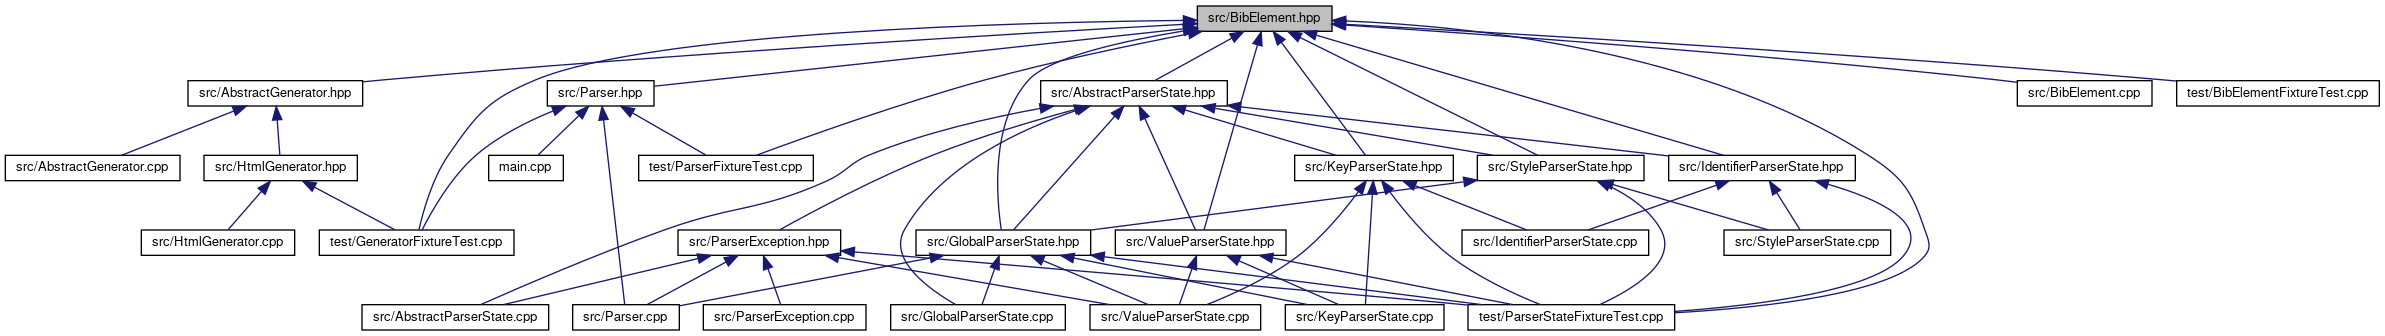 src/BibElement.hpp
src/AbstractGenerator.hpp
src/Parser.hpp
src/AbstractParserState.hpp
src/BibElement.cpp
test/BibElementFixtureTest.cpp
src/AbstractGenerator.cpp
src/HtmlGenerator.hpp
main.cpp
test/ParserFixtureTest.cpp
src/KeyParserState.hpp
src/StyleParserState.hpp
src/IdentifierParserState.hpp
src/HtmlGenerator.cpp
test/GeneratorFixtureTest.cpp
src/ParserException.hpp
src/GlobalParserState.hpp
src/ValueParserState.hpp
src/IdentifierParserState.cpp
src/StyleParserState.cpp
src/AbstractParserState.cpp
src/Parser.cpp
src/ParserException.cpp
src/GlobalParserState.cpp
src/ValueParserState.cpp
src/KeyParserState.cpp
test/ParserStateFixtureTest.cpp